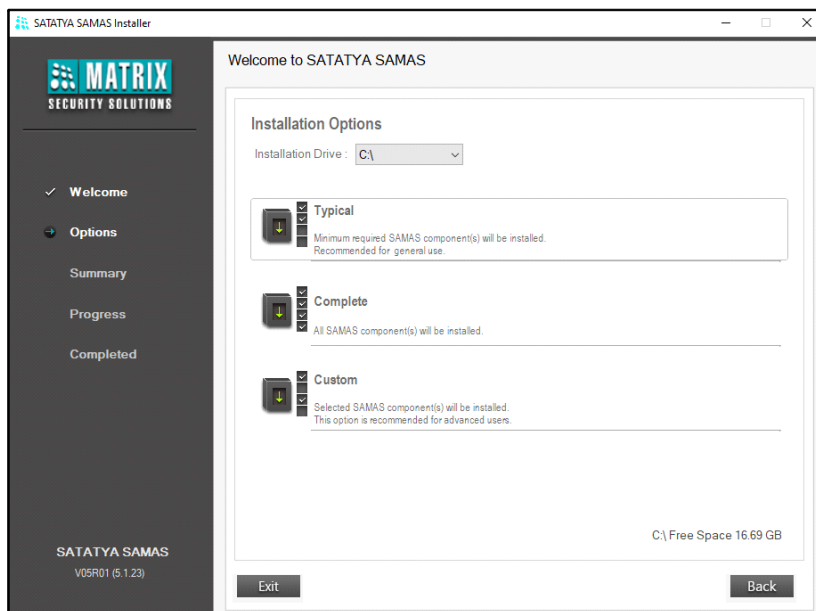 SATATYA SAMAS Installer
MATRIX
SECURITY SOLUTIONS
Welcome
Options
Summary
Progress
Completed
SATATYA SAMAS
V05R01 (5.1.23)
Welcome to SATATYA SAMAS
Installation Options
Installation Drive : C:\
Typical
Minimum required SAMAS component(s) will be installed.
Recommended for general use.
Complete
All SAMAS component(s) will be installed.
Custom
Selected SAMAS component(s) will be installed.
This option is recommended for advanced users.
C:\ Free Space 16.69 GB
Exit
Back